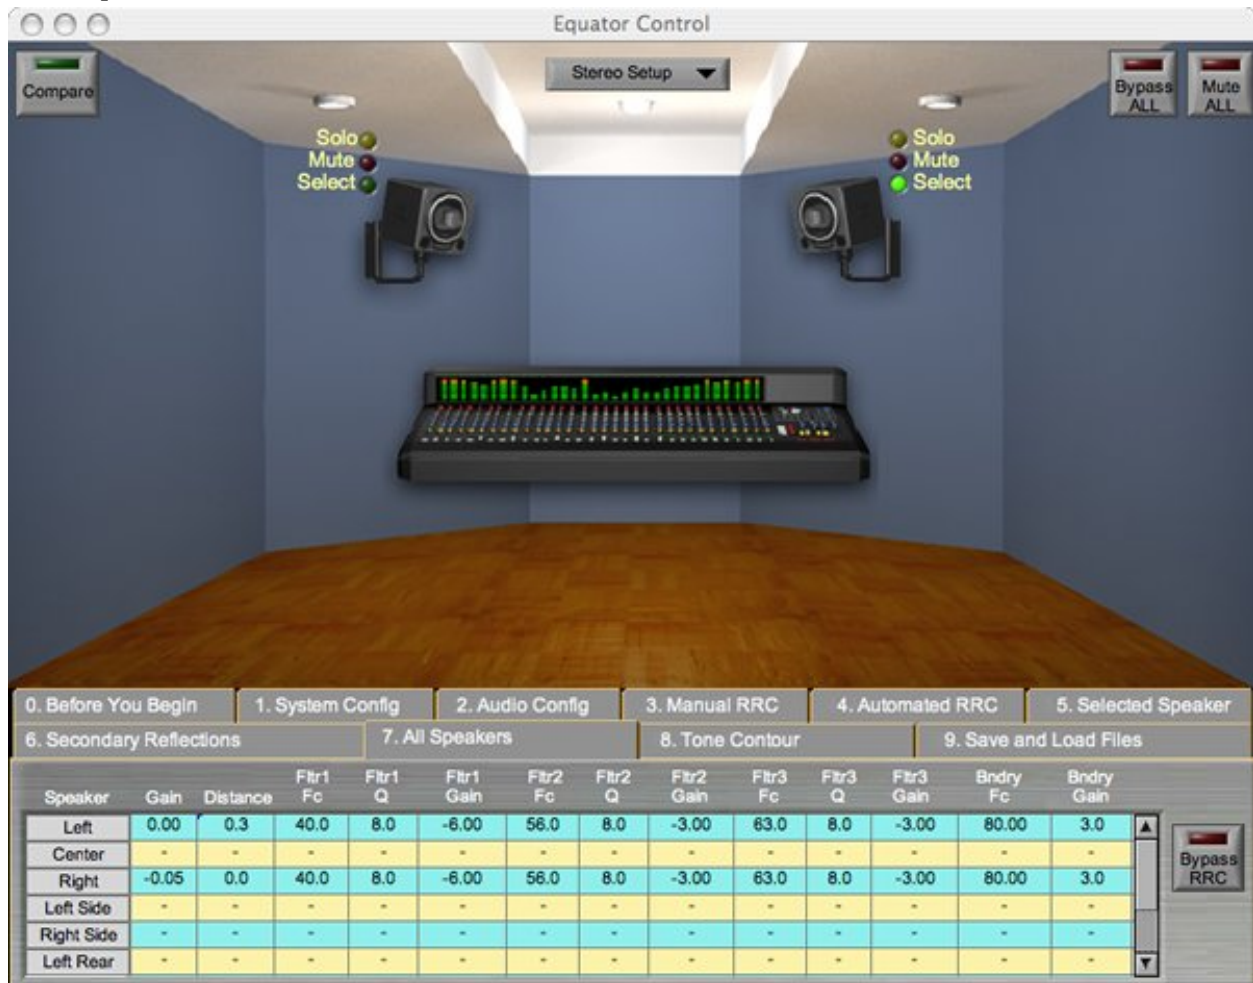 Equator Control
Compare
Stereo Setup
Bypass ALL
Mute ALL
Solo
Mute
Select
Solo
Mute
Select
0. Before You Begin 1. System Config 2. Audio Config 3. Manual RRC 4. Automated RRC 5. Selected Speaker
6. Secondary Reflections 7. All Speakers 8. Tone Contour 9. Save and Load Files
Speaker Gain Distance Fltr1 Fc Fltr1 Q Fltr1 Gain Fltr2 Fc Fltr2 Q Fltr2 Gain Fltr3 Fc Fltr3 Q Fltr3 Gain Bndry Fc Bndry Gain
Left 0.00 0.3 40.0 8.0 -6.00 56.0 8.0 -3.00 63.0 8.0 -3.00 80.00 3.0
Center - - - - - - - - - - - - -
Right -0.05 0.0 40.0 8.0 -6.00 56.0 8.0 -3.00 63.0 8.0 -3.00 80.00 3.0
Left Side - - - - - - - - - - - - -
Right Side - - - - - - - - - - - - -
Left Rear - - - - - - - - - - - - -
Bypass RRC